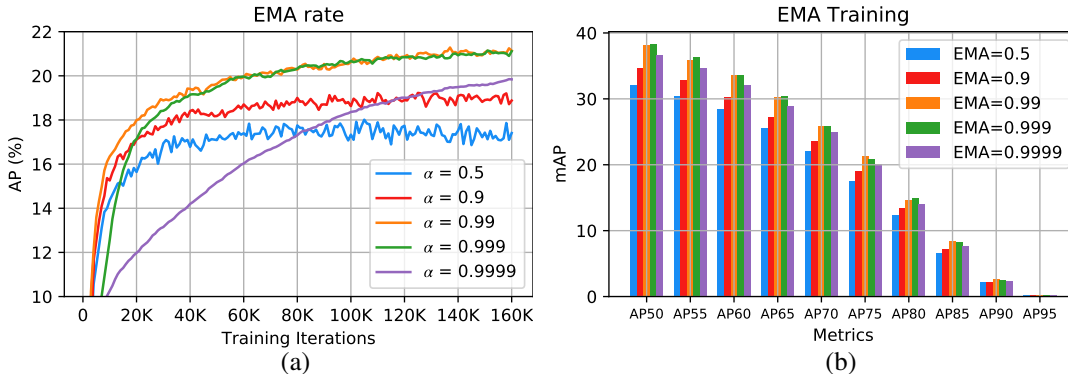 EMA rate
22
20
18
16
14
12
10
AP (%)
α = 0.5
α = 0.9
α = 0.99
α = 0.999
α = 0.9999
0 20K 40K 60K 80K 100K 120K 140K 160K
Training Iterations
(a)
EMA Training
40
30
20
10
0
mAP
EMA=0.5
EMA=0.9
EMA=0.99
EMA=0.999
EMA=0.9999
AP50 AP55 AP60 AP65 AP70 AP75 AP80 AP85 AP90 AP95
Metrics
(b)